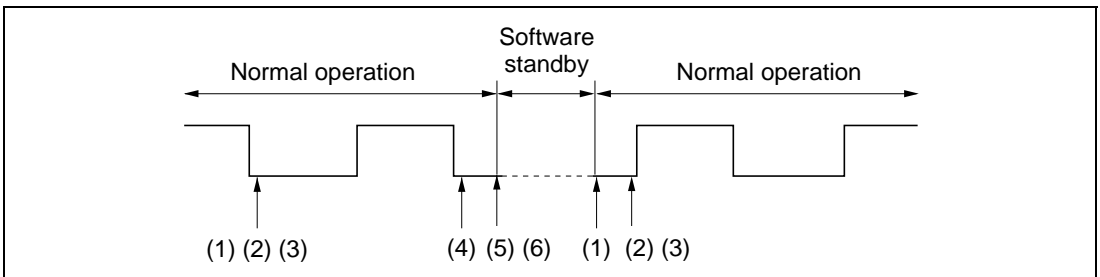 Software
standby
Normal operation
Normal operation
(1) (2) (3)
(4) (5) (6)
(1) (2) (3)